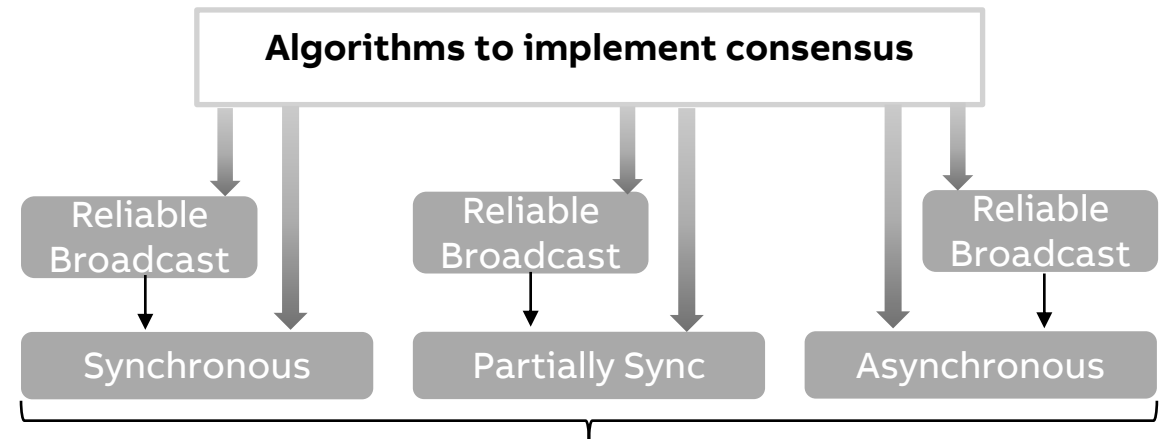 Algorithms to implement consensus
Reliable
Broadcast
Reliable
Broadcast
Reliable
Broadcast
Synchronous
Partially Sync
Asynchronous